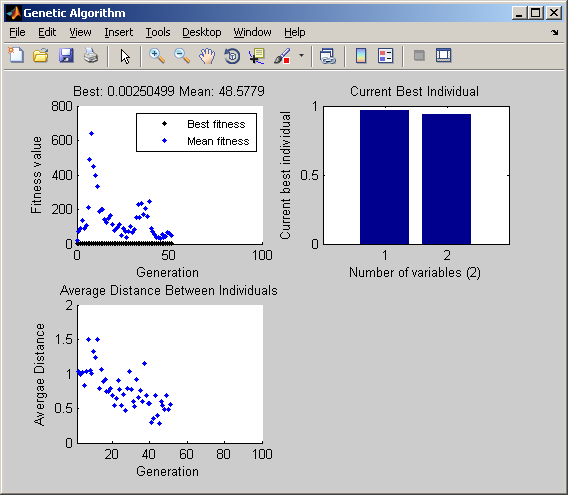 Genetic Algorithm
File Edit View Insert Tools Desktop Window Help
Best: 0.00250499 Mean: 48.5779
Fitness value
800
600
400
200
0
Best fitness
Mean fitness
0 50 100
Generation
Current Best Individual
Current best individual
1
0.5
0
1 2
Number of variables (2)
Average Distance Between Individuals
Avergae Distance
2
1.5
1
0.5
0
20 40 60 80 100
Generation